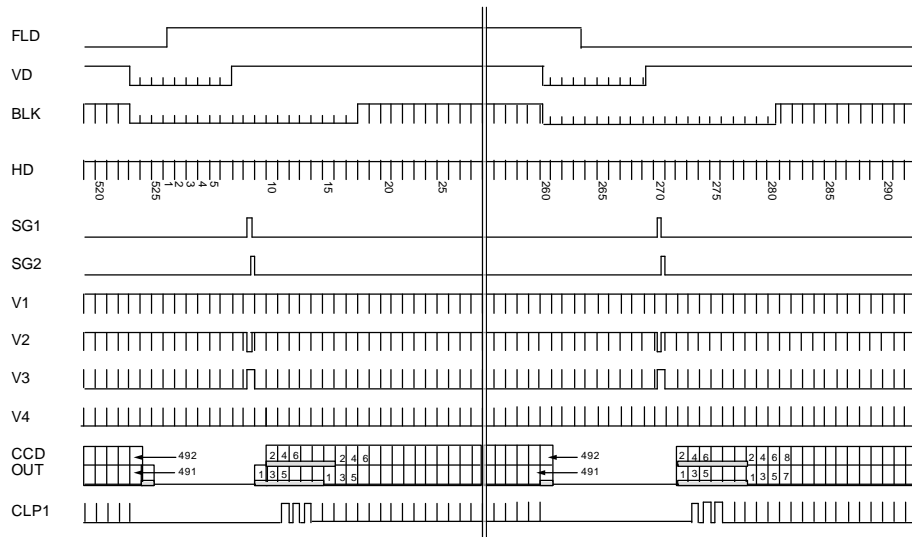 FLD
VD
BLK
HD
520 525 1 2 3 4 5 10 15 20 25 260 265 270 275 280 285 290
SG1
SG2
V1
V2
V3
V4
CCD
OUT
492 2 4 6 2 4 6 492 2 4 6 2 4 6 8
491 1 3 5 1 3 5 491 1 3 5 1 3 5 7
CLP1